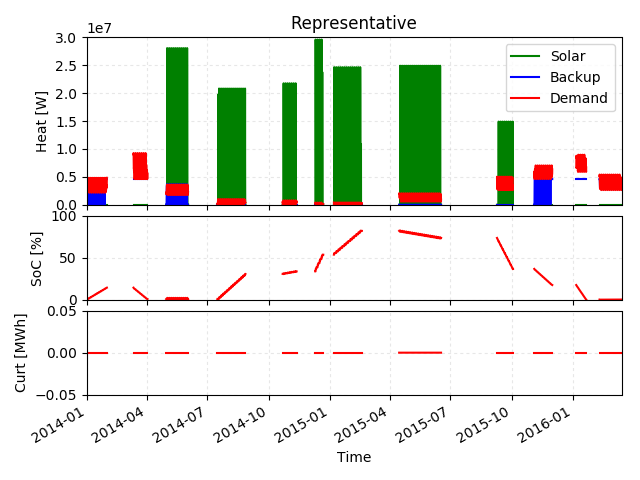 Representative
1e7
3.0
2.5
2.0
1.5
1.0
0.5
0.0
Heat [W]
Solar
Backup
Demand
100
50
0
SoC [%]
0.05
0.00
−0.05
Curt [MWh]
2014-01
2014-04
2014-07
2014-10
2015-01
2015-04
2015-07
2015-10
2016-01
Time